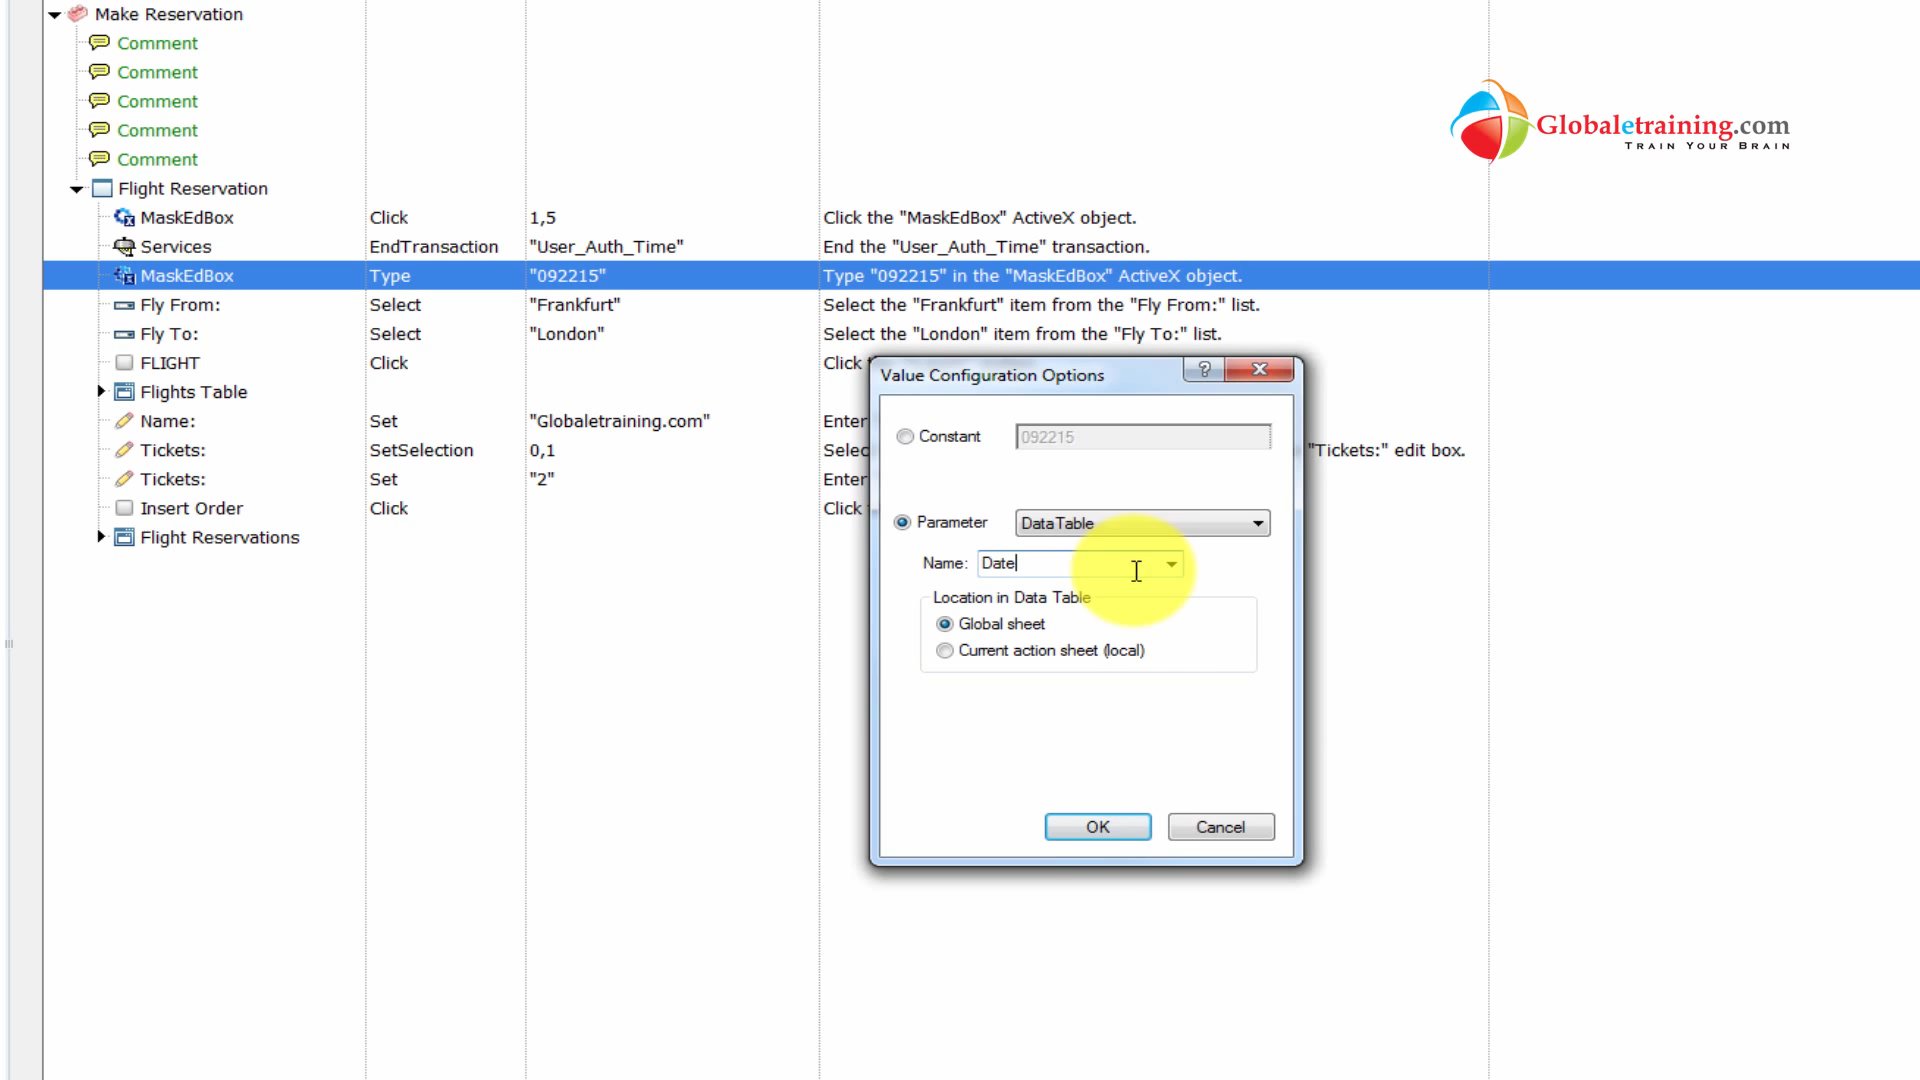 Make Reservation
Comment
Comment
Comment
Comment
Comment
Flight Reservation
MaskEdBox Click 1,5 Click the "MaskEdBox" ActiveX object.
Services EndTransaction "User_Auth_Time" End the "User_Auth_Time" transaction.
MaskEdBox Type "092215" Type "092215" in the "MaskEdBox" ActiveX object.
Fly From: Select "Frankfurt" Select the "Frankfurt" item from the "Fly From:" list.
Fly To: Select "London" Select the "London" item from the "Fly To:" list.
FLIGHT Click Click
Flights Table
Name: Set "Globaletraining.com" Enter
Tickets: SetSelection 0,1 Selec "Tickets:" edit box.
Tickets: Set "2" Enter
Insert Order Click Click
Flight Reservations
Globaletraining.com
TRAIN YOUR BRAIN
Value Configuration Options
?
Constant 092215
Parameter DataTable
Name: Date
Location in Data Table
Global sheet
Current action sheet (local)
OK Cancel